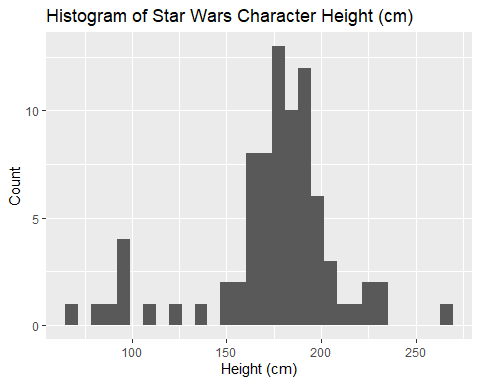 Histogram of Star Wars Character Height (cm)
Count
10
5
0
100 150 200 250
Height (cm)